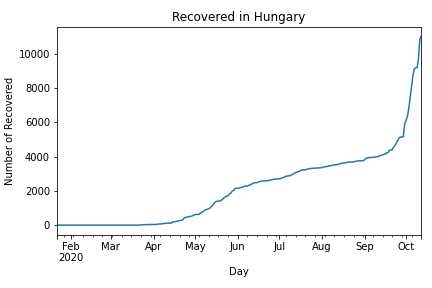 Recovered in Hungary
Number of Recovered
10000
8000
6000
4000
2000
0
Feb Mar Apr May Jun Jul Aug Sep Oct
2020
Day